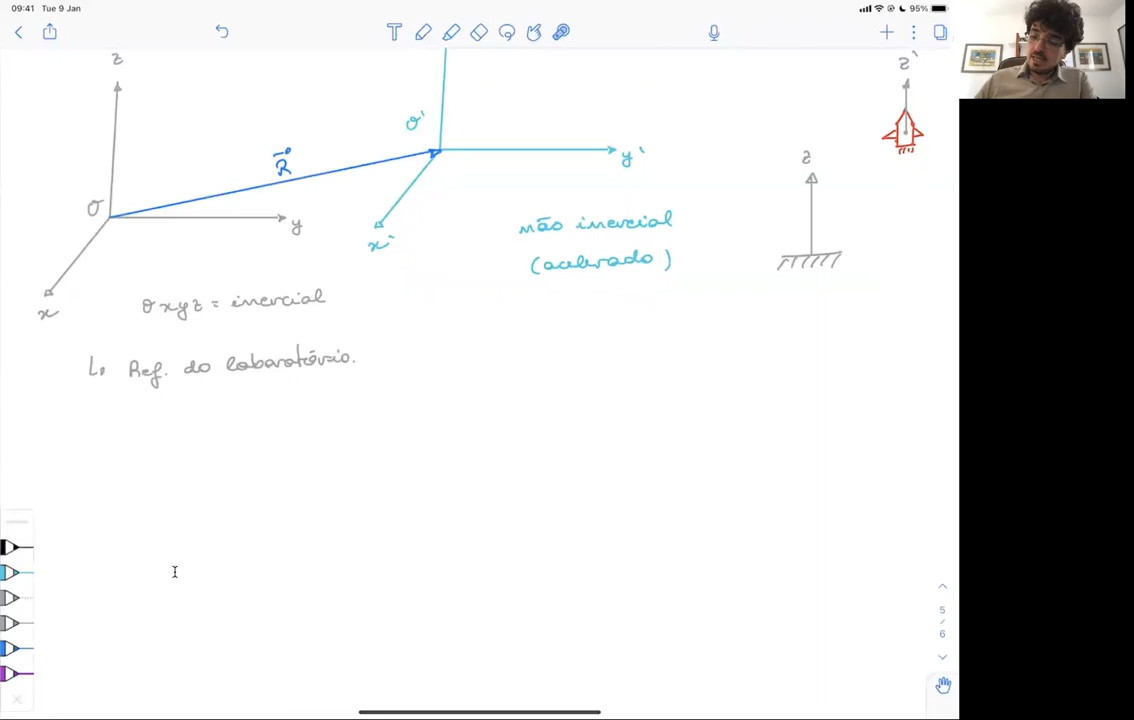 09:41 Tue 9 Jan
95%
T
z
z`
O'
R
y'
z
O
y
x`
não inercial
(acelerado)
x
Oxyz = inercial
↳ Ref. do laboratório.
5
/
6